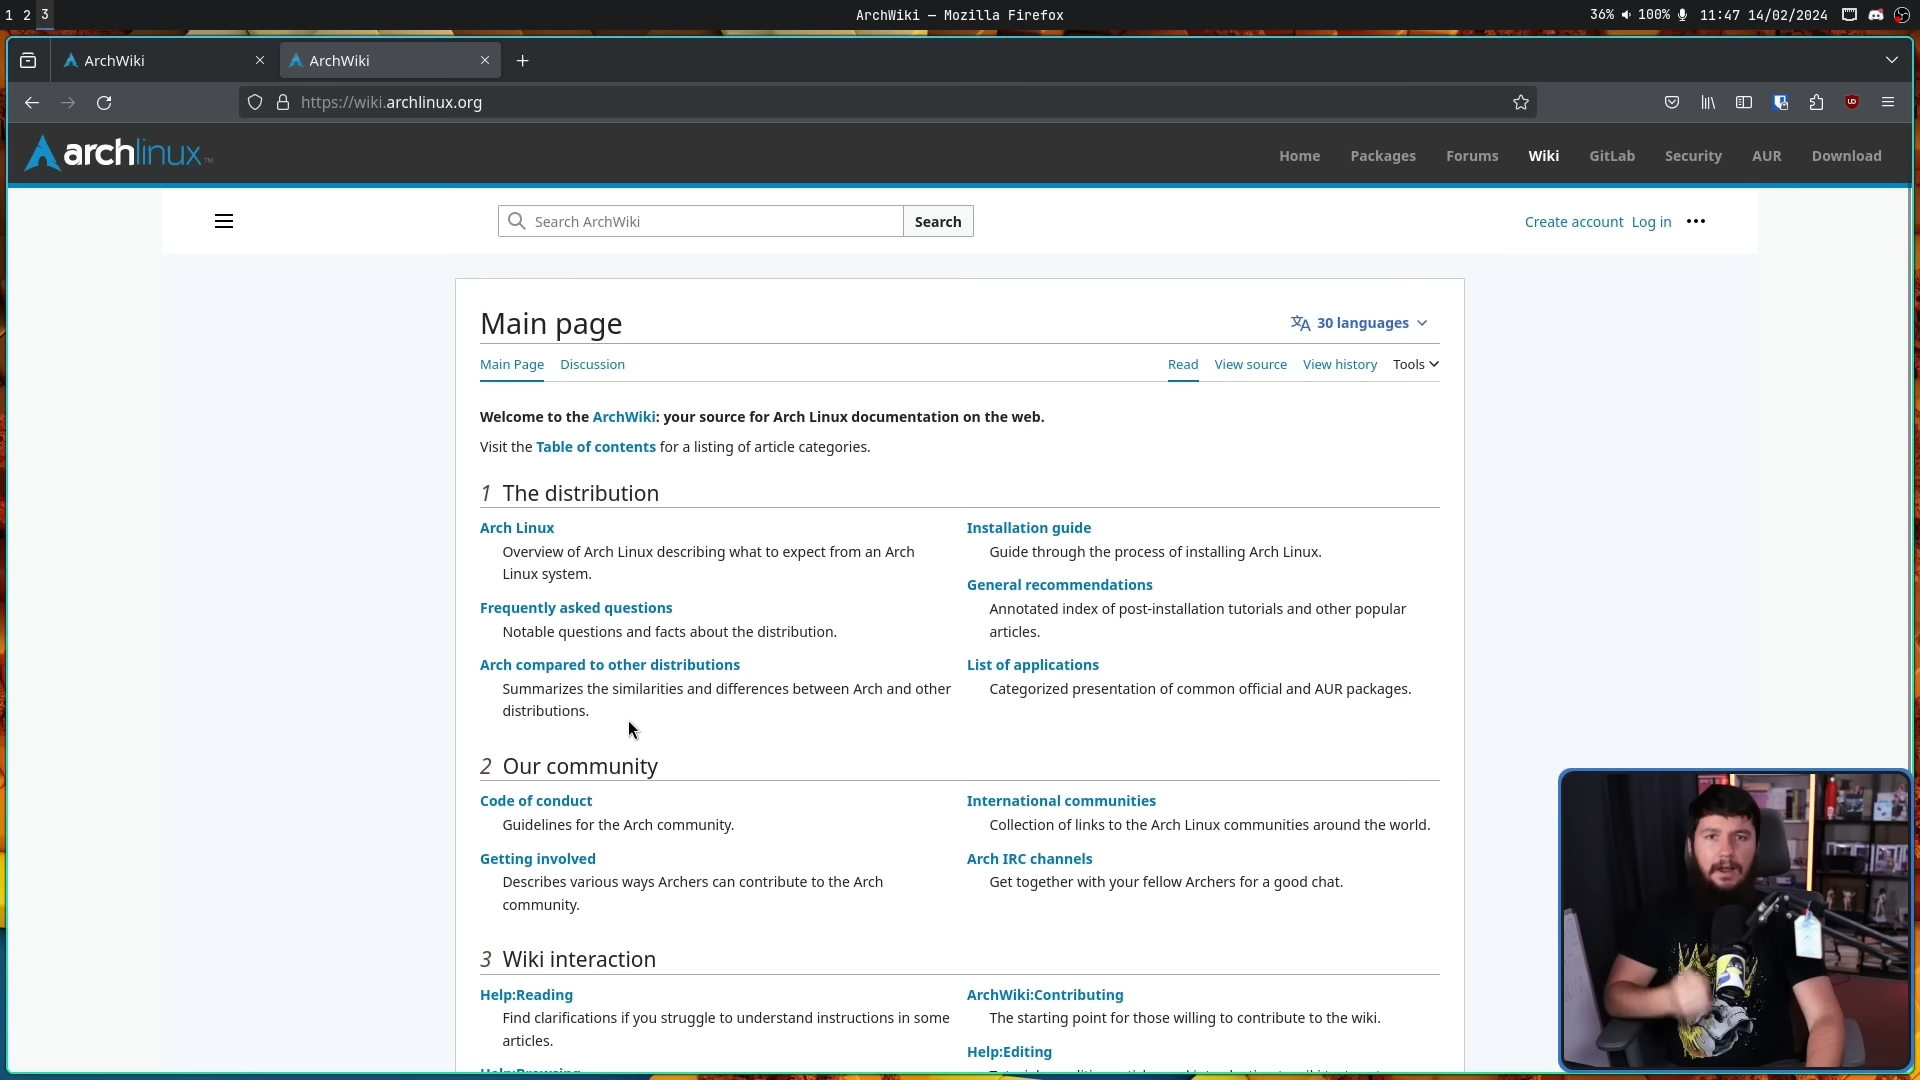 1 2 3
ArchWiki — Mozilla Firefox
36% 100% 11:47 14/02/2024
ArchWiki
ArchWiki
https://wiki.archlinux.org
archlinux™
Home Packages Forums Wiki GitLab Security AUR Download
Search ArchWiki
Search
Create account Log in
Main page
30 languages
Main Page Discussion
Read View source View history Tools
Welcome to the ArchWiki: your source for Arch Linux documentation on the web.
Visit the Table of contents for a listing of article categories.
1 The distribution
Arch Linux
Overview of Arch Linux describing what to expect from an Arch
Linux system.
Frequently asked questions
Notable questions and facts about the distribution.
Arch compared to other distributions
Summarizes the similarities and differences between Arch and other
distributions.
Installation guide
Guide through the process of installing Arch Linux.
General recommendations
Annotated index of post-installation tutorials and other popular
articles.
List of applications
Categorized presentation of common official and AUR packages.
2 Our community
Code of conduct
Guidelines for the Arch community.
Getting involved
Describes various ways Archers can contribute to the Arch
community.
International communities
Collection of links to the Arch Linux communities around the world.
Arch IRC channels
Get together with your fellow Archers for a good chat.
3 Wiki interaction
Help:Reading
Find clarifications if you struggle to understand instructions in some
articles.
ArchWiki:Contributing
The starting point for those willing to contribute to the wiki.
Help:Editing